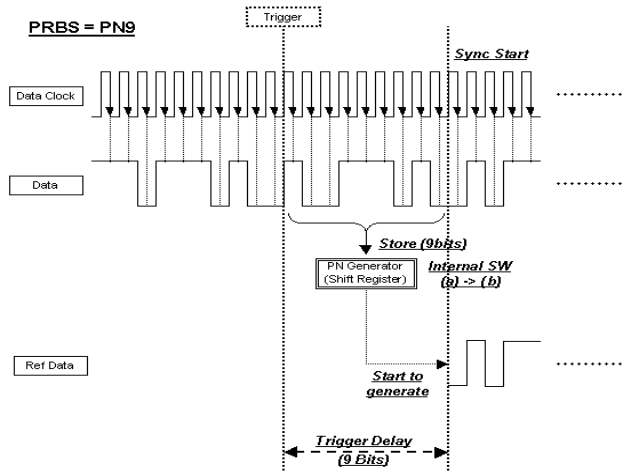 Trigger
PRBS = PN9
Sync Start
Data Clock
Data
Store (9bits)
PN Generator
(Shift Register)
Internal SW
(a) -> (b)
Ref Data
Start to
generate
Trigger Delay
(9 Bits)